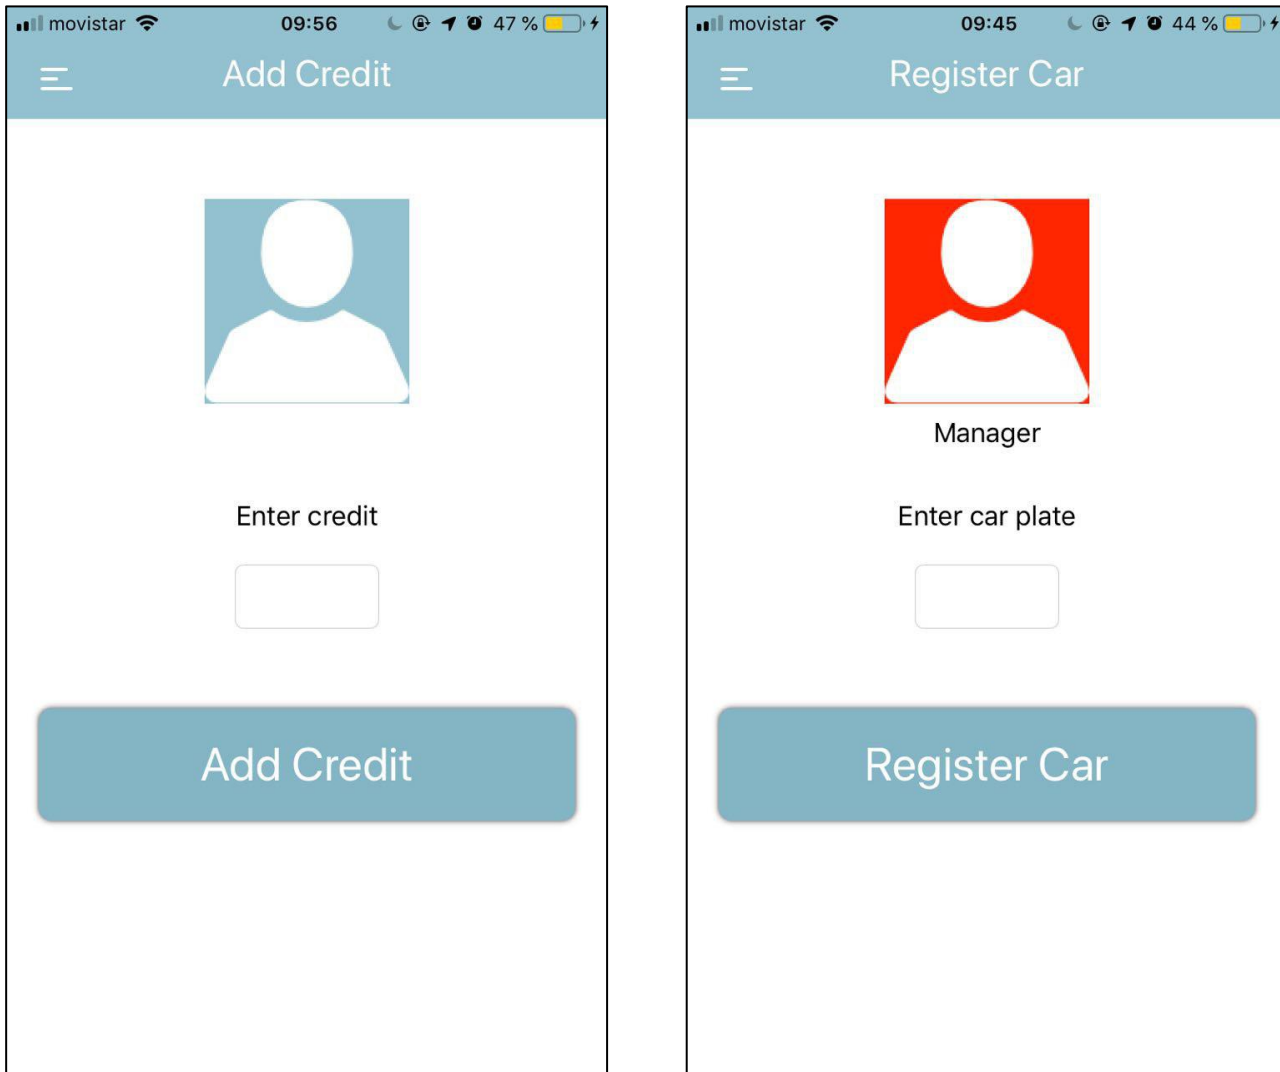 movistar 09:56 47 %
Add Credit
Enter credit
Add Credit
movistar 09:45 44 %
Register Car
Manager
Enter car plate
Register Car